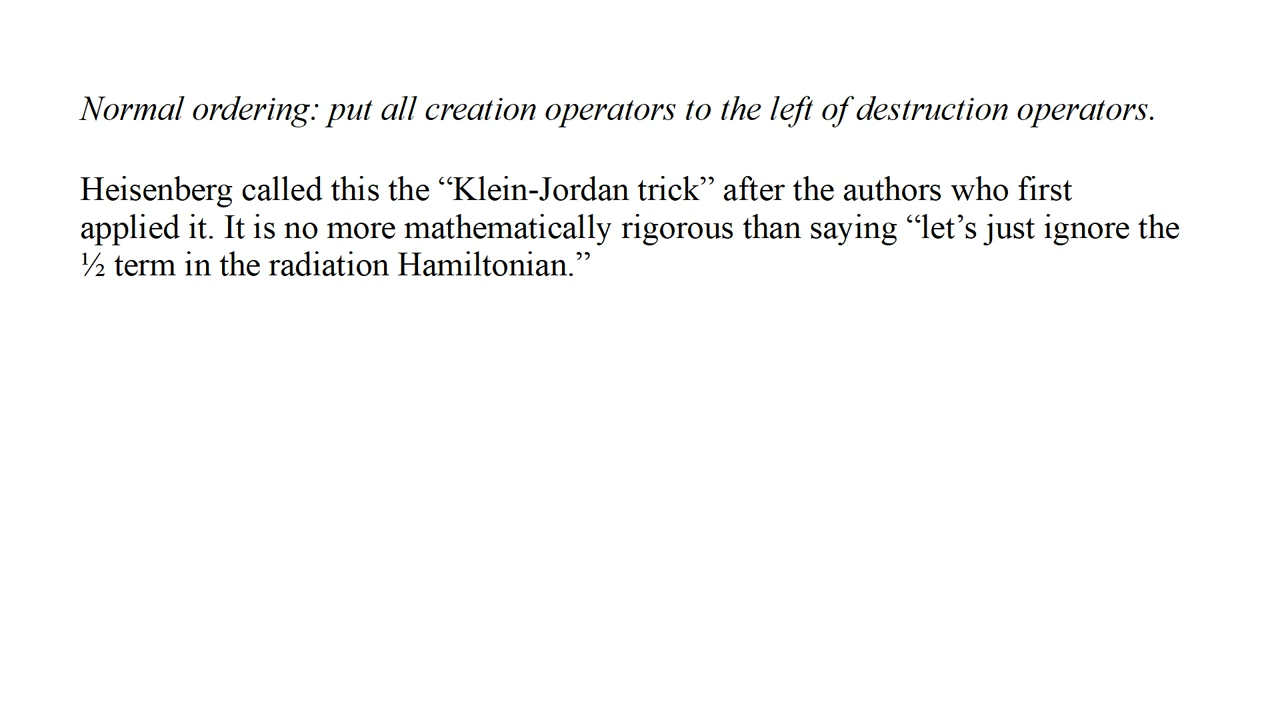 Normal ordering: put all creation operators to the left of destruction operators.
Heisenberg called this the “Klein-Jordan trick” after the authors who first
applied it. It is no more mathematically rigorous than saying “let’s just ignore the
½ term in the radiation Hamiltonian.”